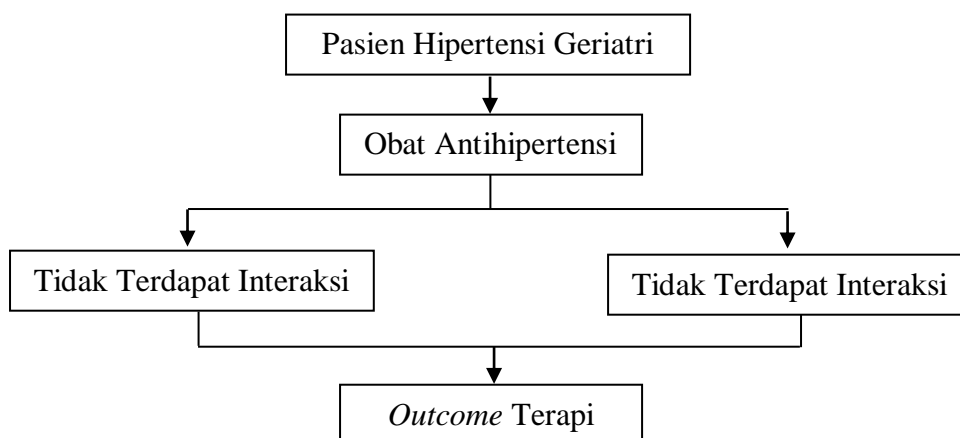 Pasien Hipertensi Geriatri
Obat Antihipertensi
Tidak Terdapat Interaksi
Tidak Terdapat Interaksi
Outcome Terapi